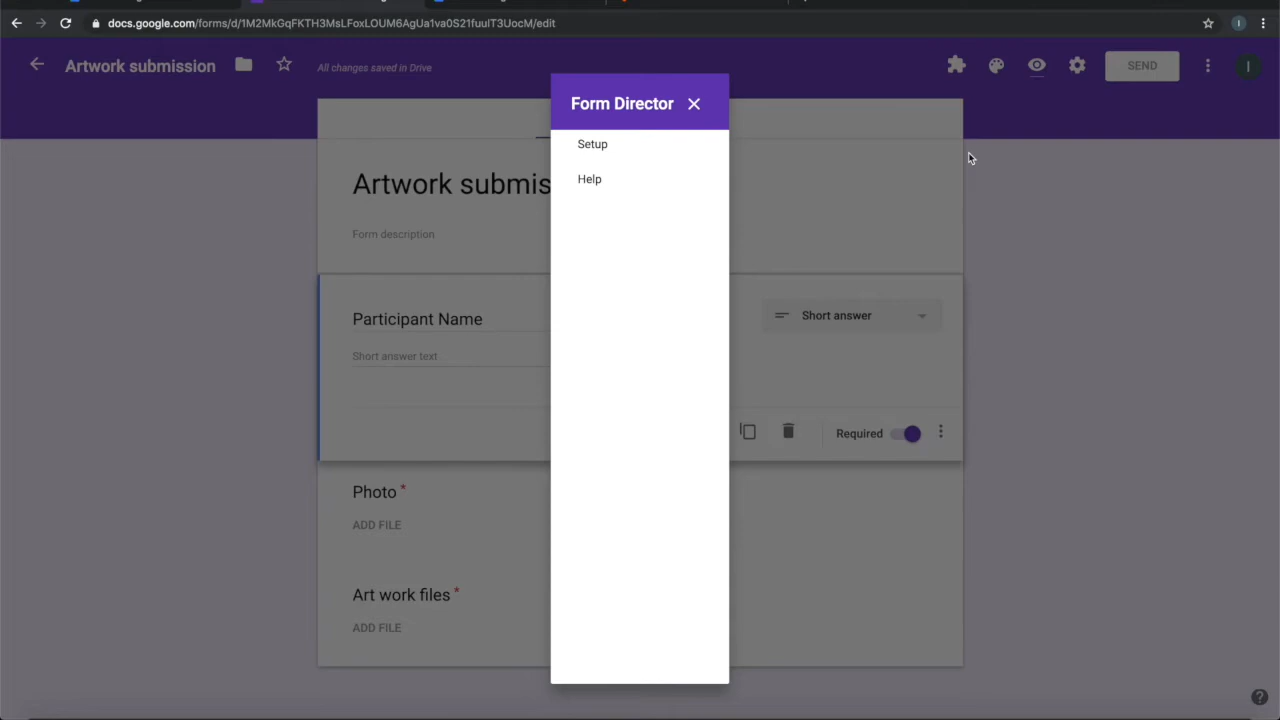 docs.google.com/forms/d/1M2MkGqFKTH3MsLFoxLOUM6AgUa1va0S21fuulT3UocM/edit
I
Artwork submission
All changes saved in Drive
SEND
I
Form Director
Setup
Help
Artwork submis
Form description
Participant Name
Short answer
Short answer text
Required
Photo *
ADD FILE
Art work files *
ADD FILE